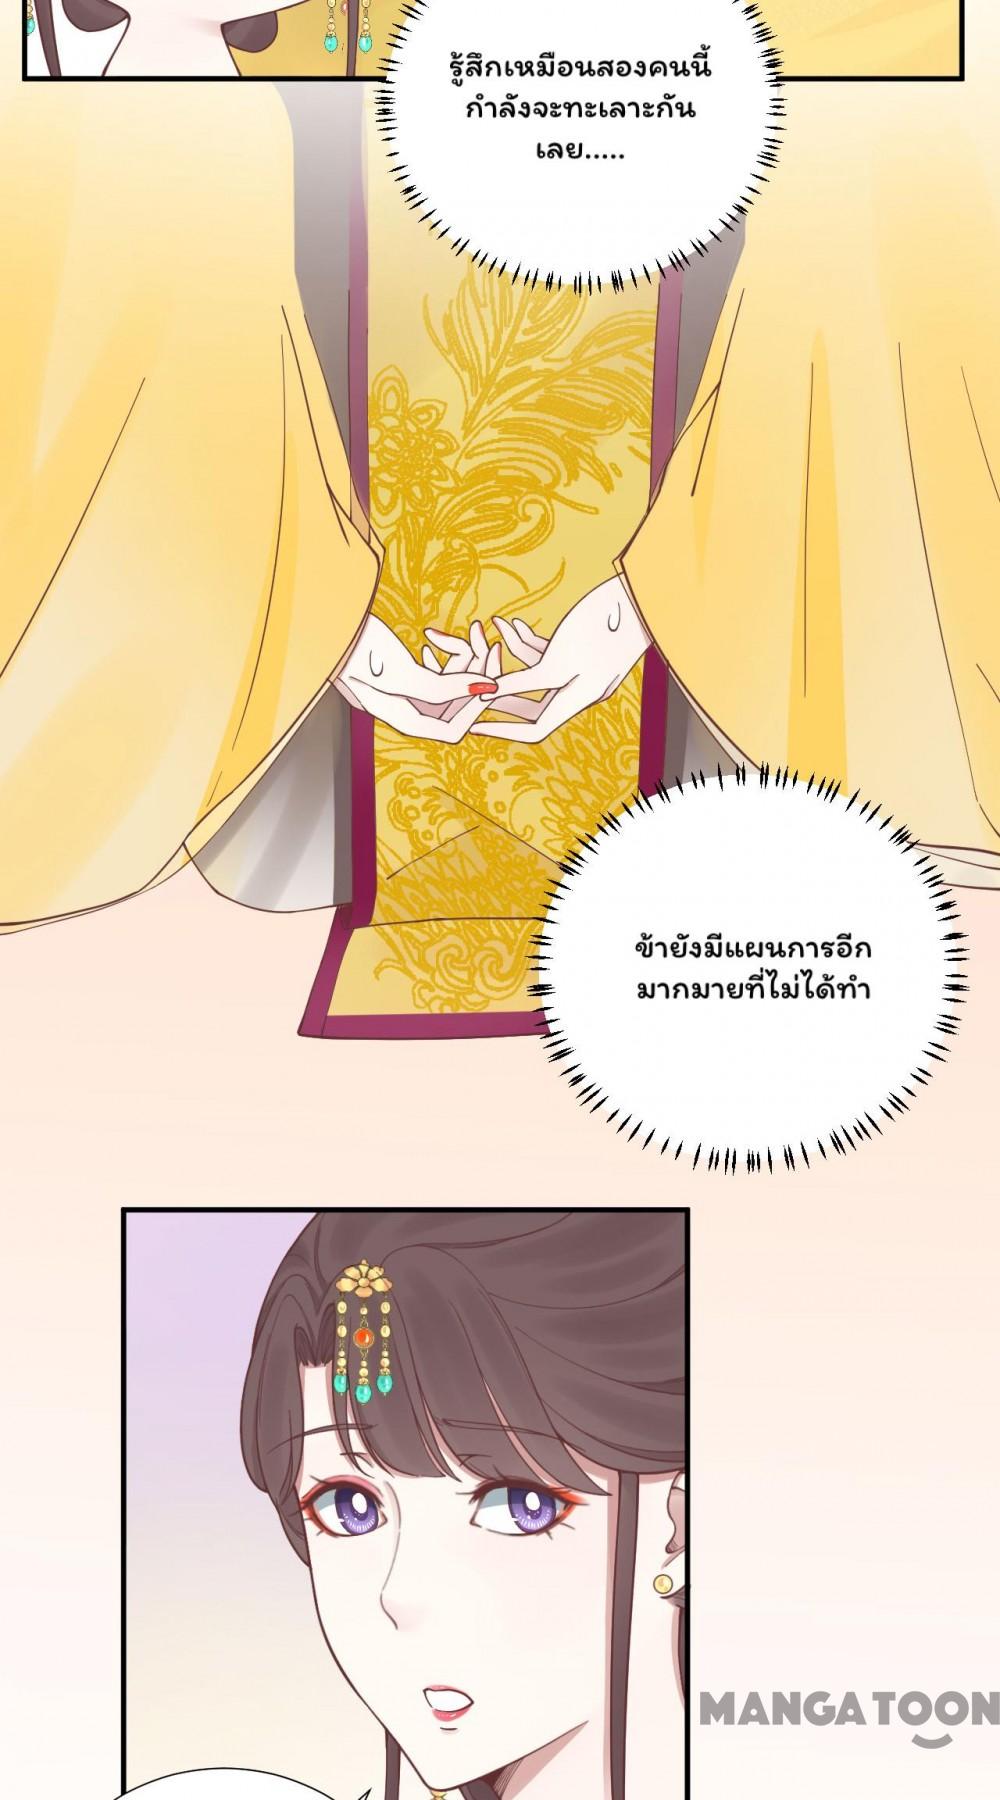 รู้สึกเหมือนสองคนนี้
กำลังจะทะเลาะกัน
เลย.....
ข้ายังมีแผนการอีก
มากมายที่ไม่ได้ทำ
MANGATOON